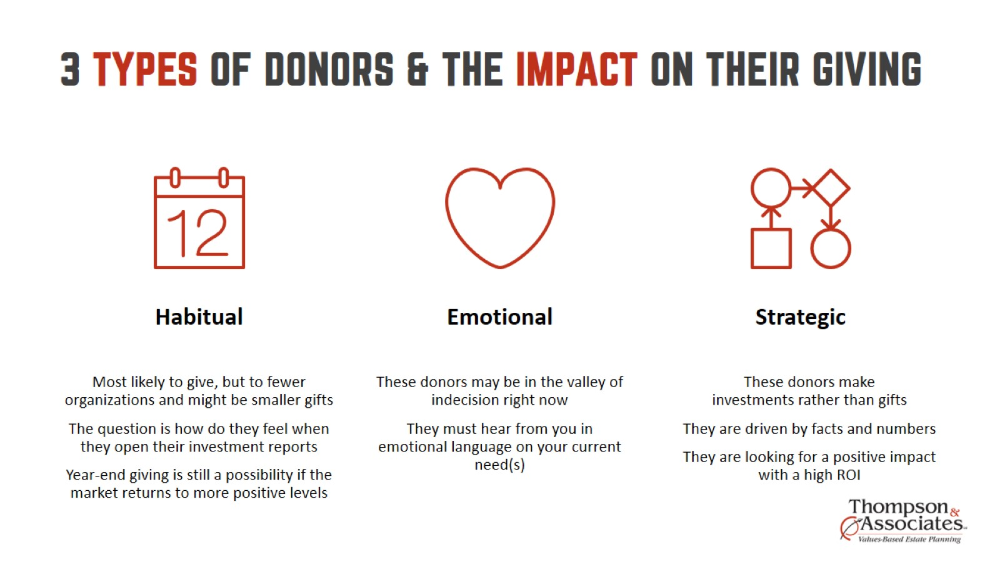 3 TYPES OF DONORS & THE IMPACT ON THEIR GIVING
12
Habitual
Most likely to give, but to fewer
organizations and might be smaller gifts
The question is how do they feel when
they open their investment reports
Year-end giving is still a possibility if the
market returns to more positive levels
Emotional
These donors may be in the valley of
indecision right now
They must hear from you in
emotional language on your current
need(s)
Strategic
These donors make
investments rather than gifts
They are driven by facts and numbers
They are looking for a positive impact
with a high ROI
Thompson &
Associates
Values-Based Estate Planning